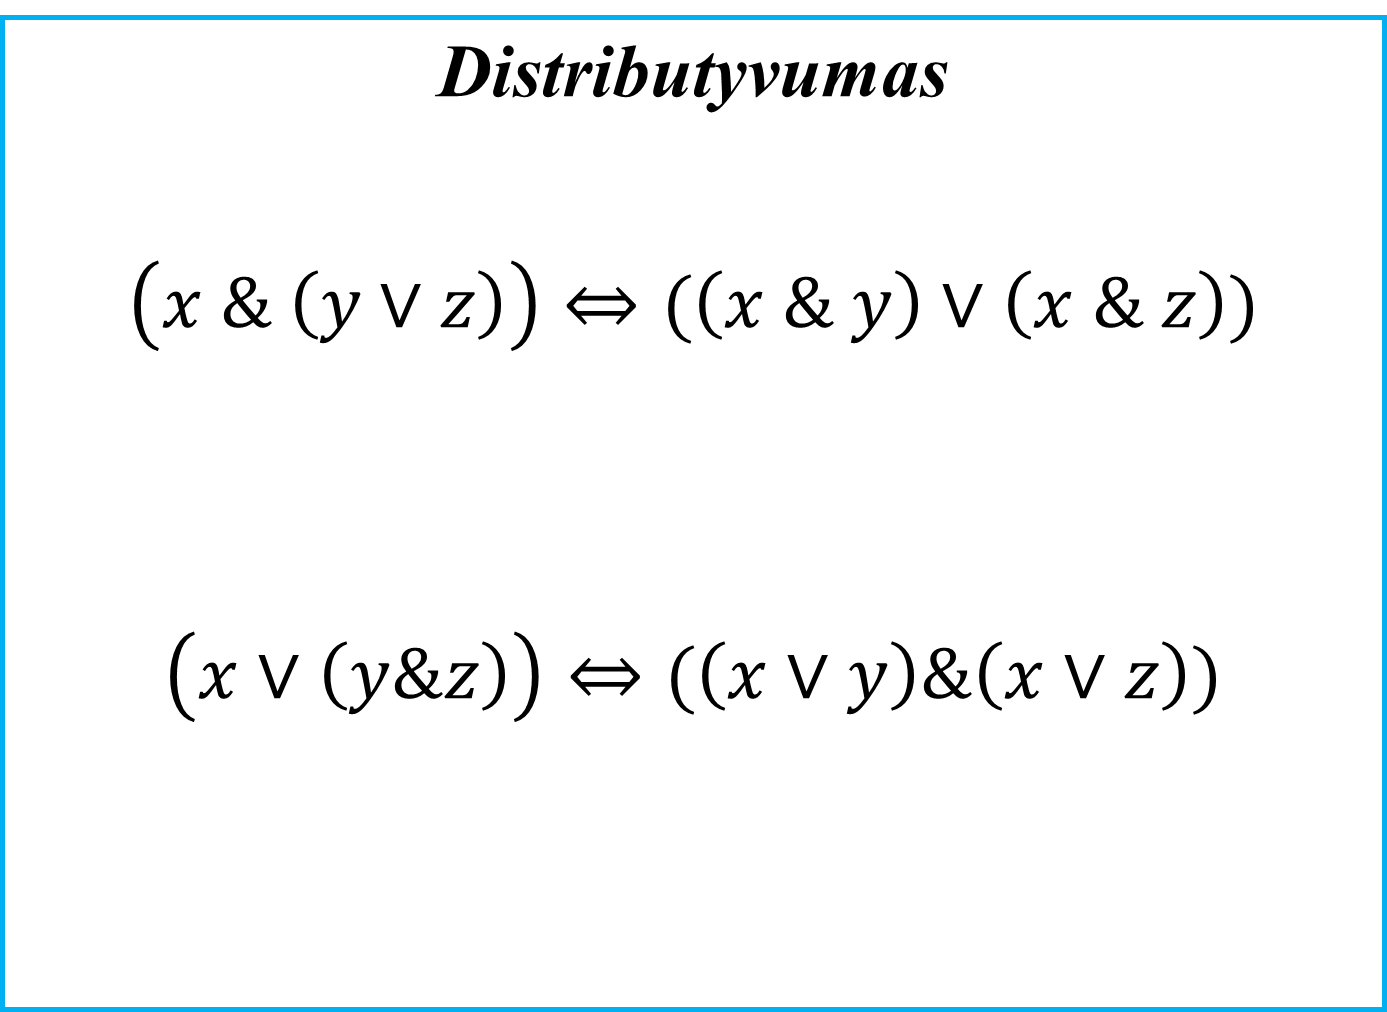 Distributyvumas
(x & (y ∨ z)) ⇔ ((x & y) ∨ (x & z))
(x ∨ (y&z)) ⇔ ((x ∨ y)&(x ∨ z))